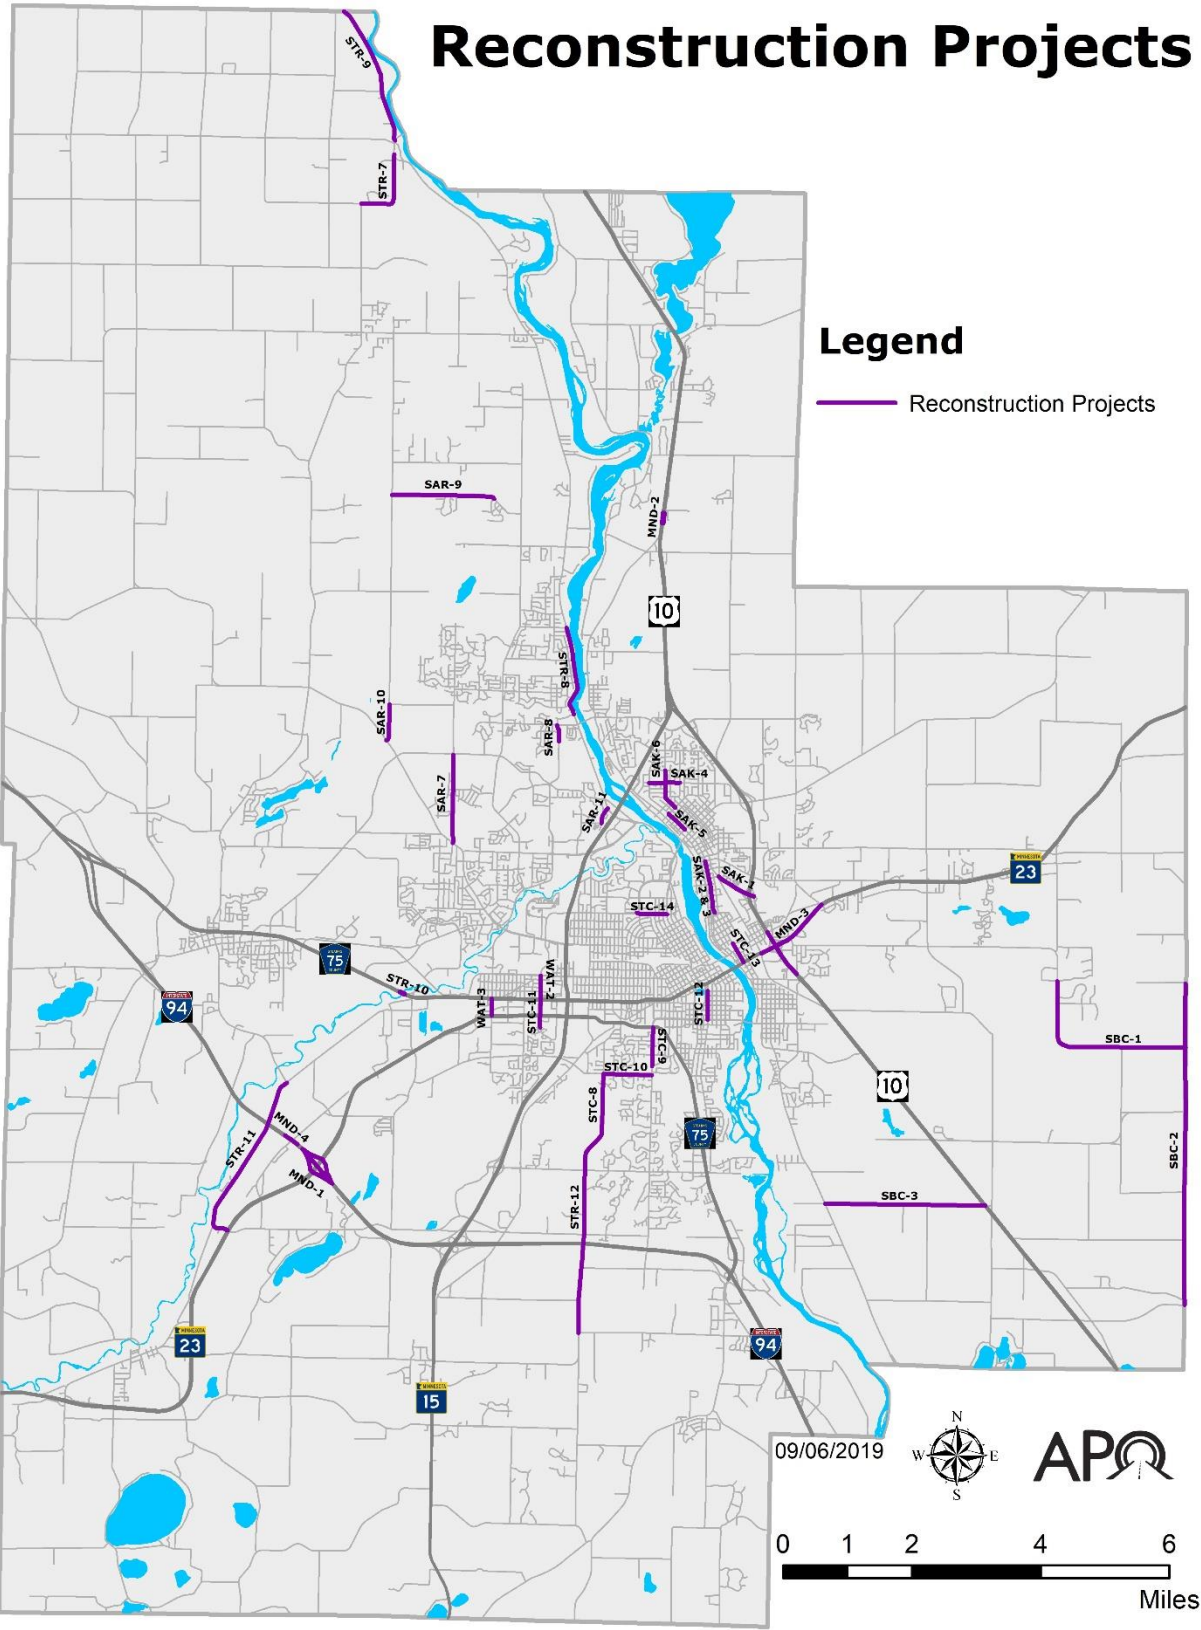 Reconstruction Projects
STR-9
STR-7
Legend
Reconstruction Projects
SAR-9
MND-2
10
STR-8
SAR-10
SAR-8
SAK-6
SAK-4
SAR-7
SAR-11
SAK-5
MINNESOTA
23
SAK-2 & 3
SAK-1
STC-14
MND-3
STC-13
75
STR-10
WAT-2
WAT-3
STC-11
STC-12
94
STC-9
SBC-1
STC-10
STC-8
10
MND-4
STR-11
75
MND-1
SBC-2
STR-12
SBC-3
MINNESOTA
23
94
MINNESOTA
15
09/06/2019
N
W
E
S
APO
0 1 2 4 6
Miles